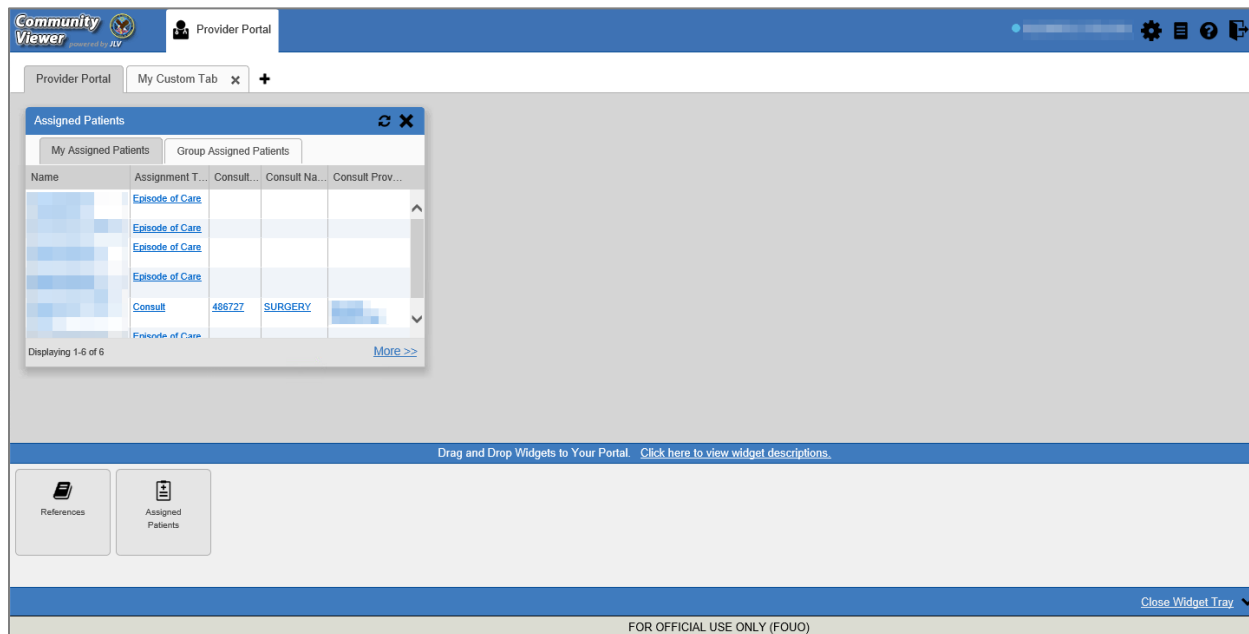 Community Viewer powered by JLV
Provider Portal
Provider Portal
My Custom Tab
Assigned Patients
My Assigned Patients
Group Assigned Patients
Name Assignment T... Consult... Consult Na... Consult Prov...
Episode of Care
Episode of Care
Episode of Care
Episode of Care
Consult 486727 SURGERY
Episode of Care
Displaying 1-6 of 6
More >>
Drag and Drop Widgets to Your Portal. Click here to view widget descriptions.
References
Assigned
Patients
Close Widget Tray
FOR OFFICIAL USE ONLY (FOUO)